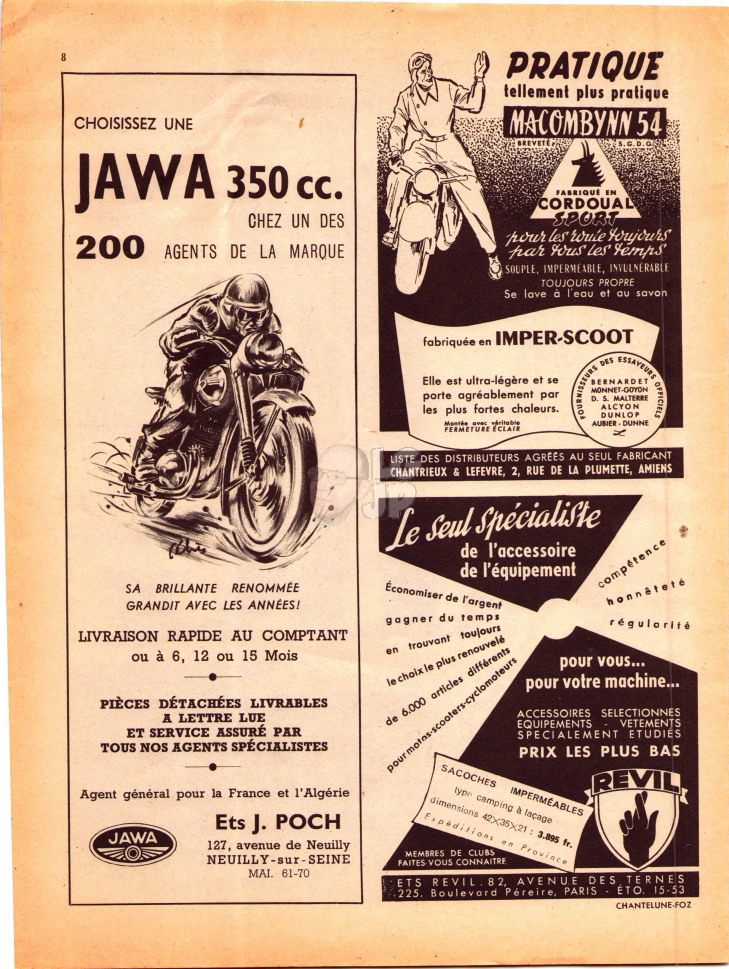 8
CHOISISSEZ UNE
JAWA 350 cc.
CHEZ UN DES
200 AGENTS DE LA MARQUE
SA BRILLANTE RENOMMÉE
GRANDIT AVEC LES ANNÉES!
LIVRAISON RAPIDE AU COMPTANT
ou à 6, 12 ou 15 Mois
PIÈCES DÉTACHÉES LIVRABLES
A LETTRE LUE
ET SERVICE ASSURÉ PAR
TOUS NOS AGENTS SPÉCIALISTES
Agent général pour la France et l'Algérie
JAWA
Ets J. POCH
127, avenue de Neuilly
NEUILLY-sur-SEINE
MAI. 61-70
PRATIQUE
tellement plus pratique
MACOMBYNN 54
BREVETÉ S.G.D.G.
FABRIQUÉ EN
CORDOUAL
SPORT
pour les route toujours
par tous les temps
SOUPLE, IMPERMÉABLE, INVULNERABLE
TOUJOURS PROPRE
Se lave à l'eau et au savon
fabriquée en IMPER-SCOOT
Elle est ultra-légère et se
porte agréablement par
les plus fortes chaleurs.
Montée avec véritable
FERMETURE ÉCLAIR
FOURNISSEURS DES ESSAYEURS OFFICIELS
BERNARDET
MONNET-GOYON
D. S. MALTERRE
ALCYON
DUNLOP
AUBIER-DUNNE
LISTE DES DISTRIBUTEURS AGRÉÉS AU SEUL FABRICANT
CHANTRIEUX & LEFEVRE, 2, RUE DE LA PLUMETTE, AMIENS
Le seul spécialiste
de l'accessoire
de l'équipement
Économiser de l'argent
gagner du temps
en trouvant toujours
le choix le plus renouvelé
de 6.000 articles différents
pour motos-scooters-cyclomoteurs
compétence
honnêteté
régularité
pour vous...
pour votre machine...
ACCESSOIRES SELECTIONNES
EQUIPEMENTS - VETEMENTS
SPECIALEMENT ETUDIÉS
PRIX LES PLUS BAS
SACOCHES IMPERMÉABLES
type camping à laçage
dimensions 42X35X21 : 3.895 fr.
Expéditions en Province
REVIL
MEMBRES DE CLUBS
FAITES-VOUS CONNAITRE
ETS REVIL. 82, AVENUE DES TERNES
225, Boulevard Péreire, PARIS - ÉTO. 15-53
CHANTELUNE-FOZ